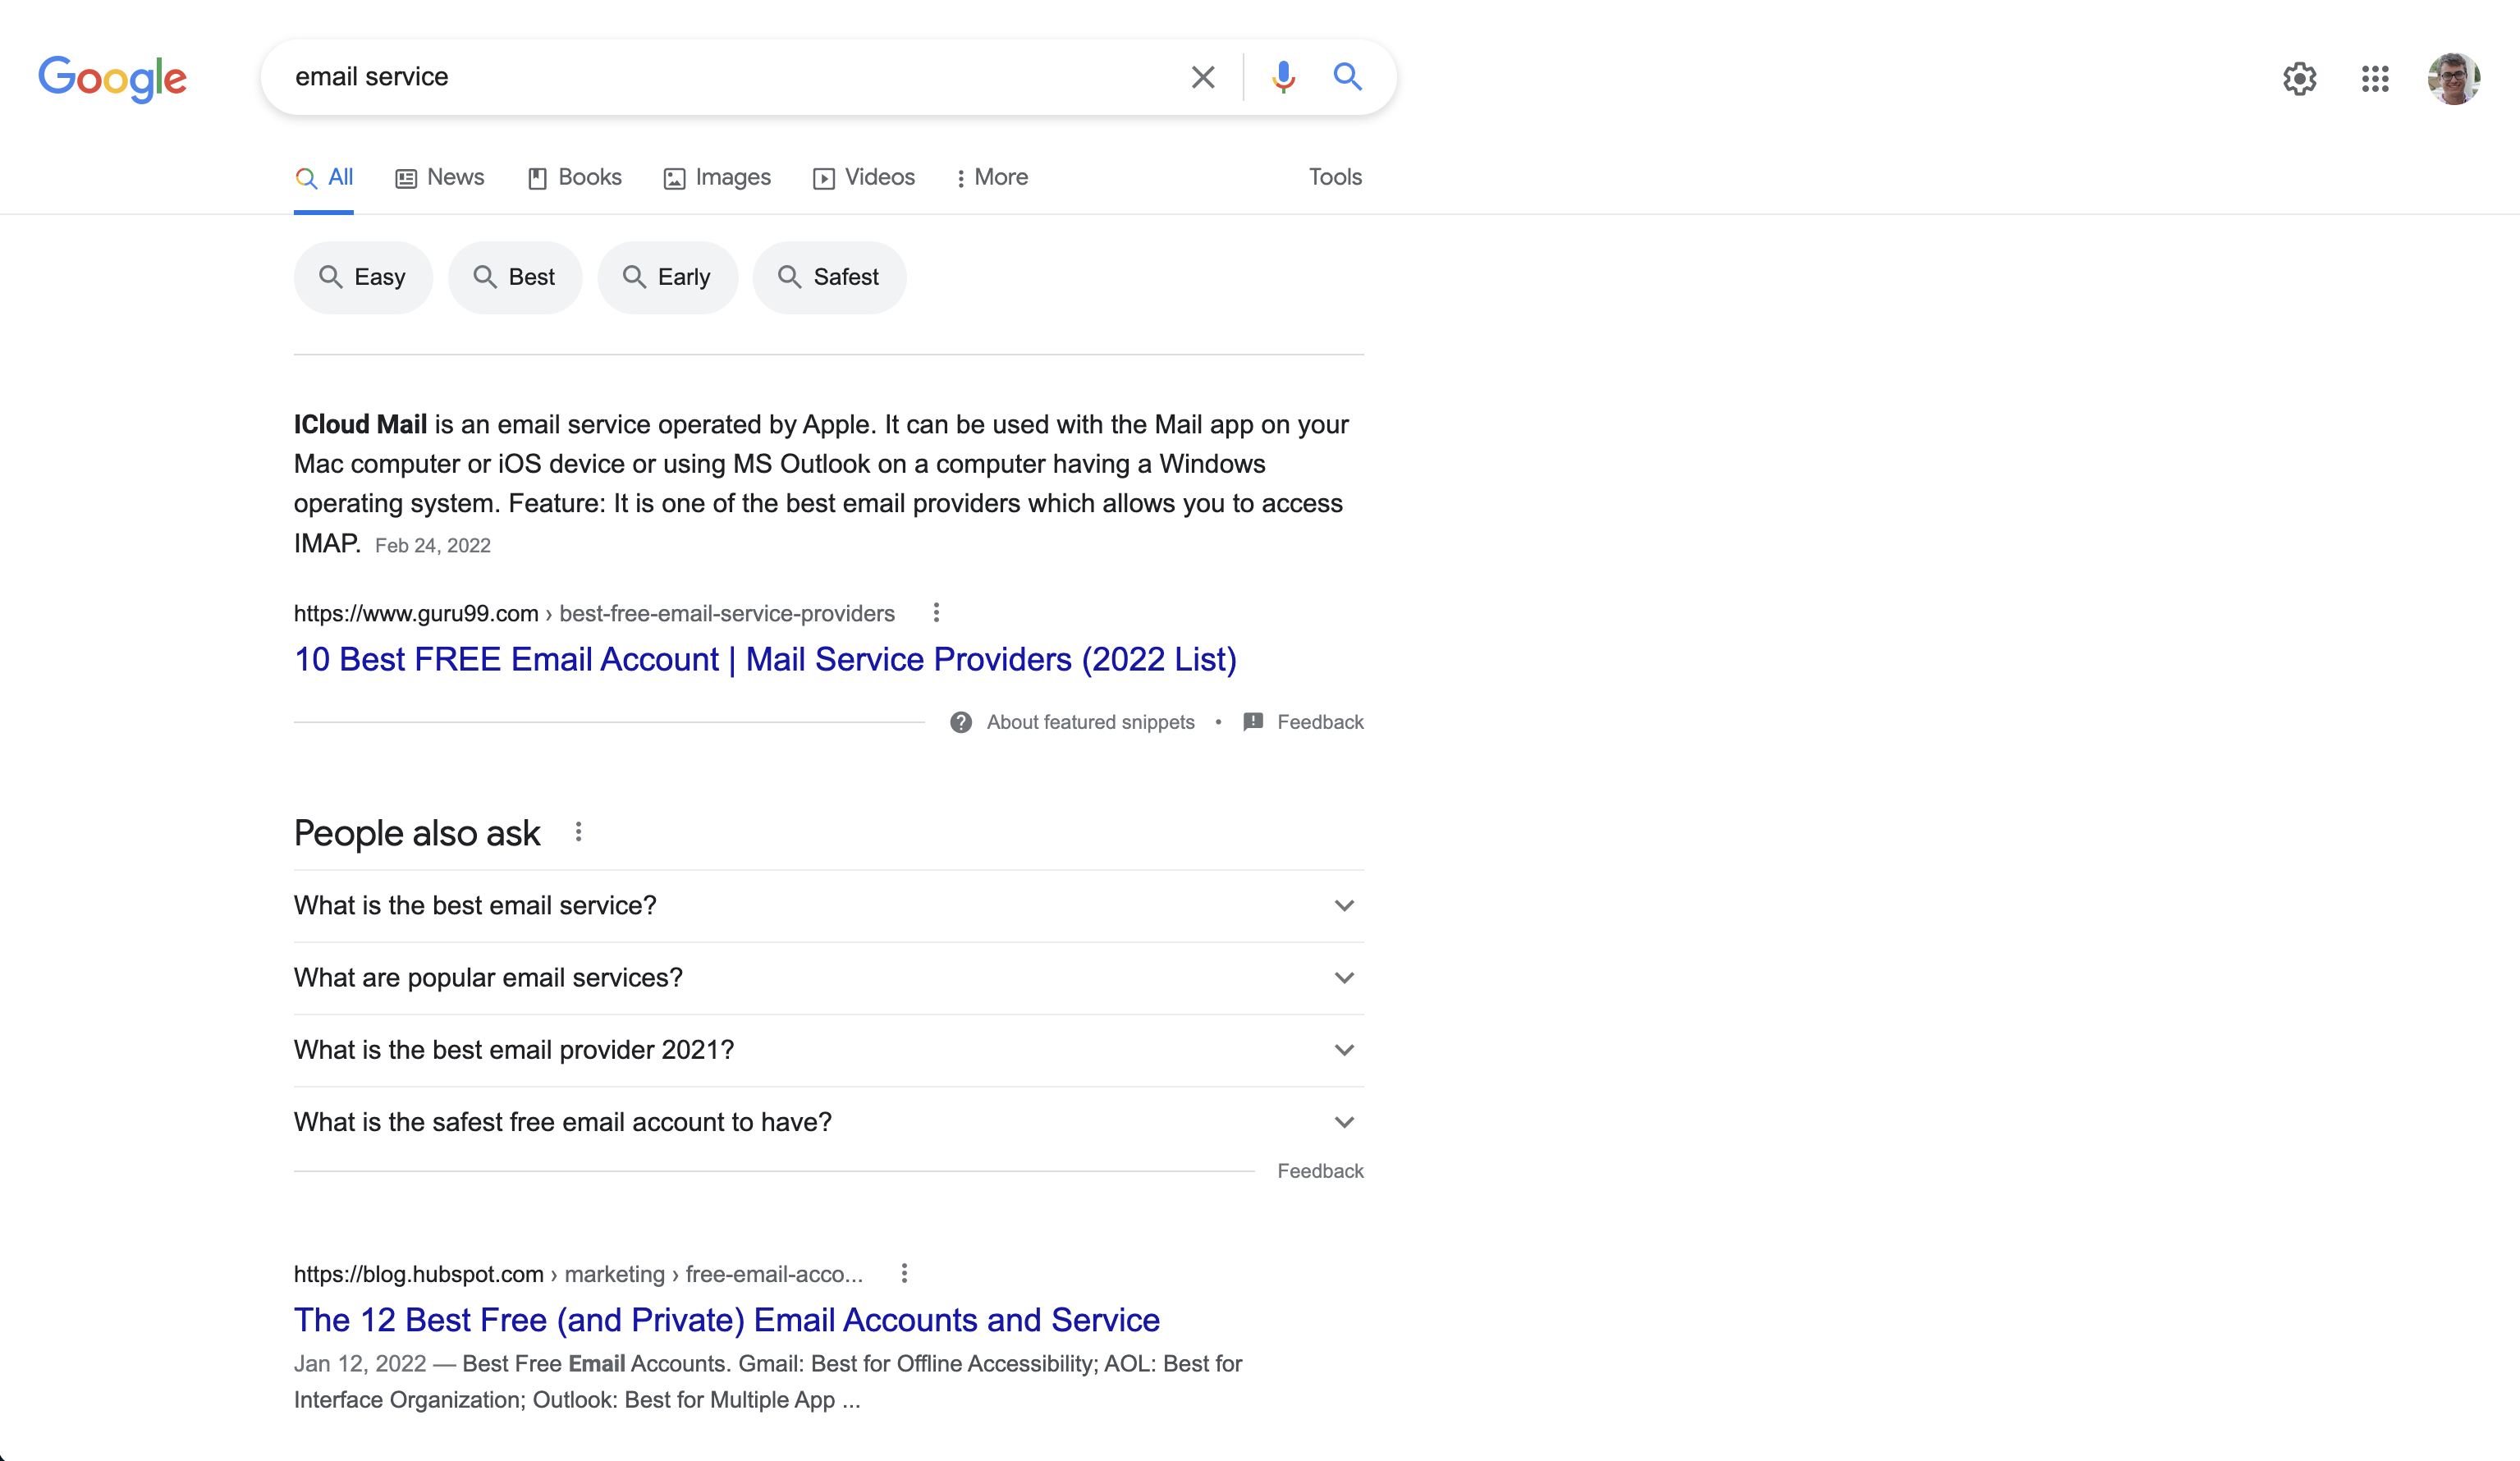 Google
email service
All
News
Books
Images
Videos
More
Tools
Easy
Best
Early
Safest
ICloud Mail is an email service operated by Apple. It can be used with the Mail app on your
Mac computer or iOS device or using MS Outlook on a computer having a Windows
operating system. Feature: It is one of the best email providers which allows you to access
IMAP. Feb 24, 2022
https://www.guru99.com › best-free-email-service-providers
10 Best FREE Email Account | Mail Service Providers (2022 List)
About featured snippets • Feedback
People also ask
What is the best email service?
What are popular email services?
What is the best email provider 2021?
What is the safest free email account to have?
Feedback
https://blog.hubspot.com › marketing › free-email-acco...
The 12 Best Free (and Private) Email Accounts and Service
Jan 12, 2022 — Best Free Email Accounts. Gmail: Best for Offline Accessibility; AOL: Best for
Interface Organization; Outlook: Best for Multiple App ...